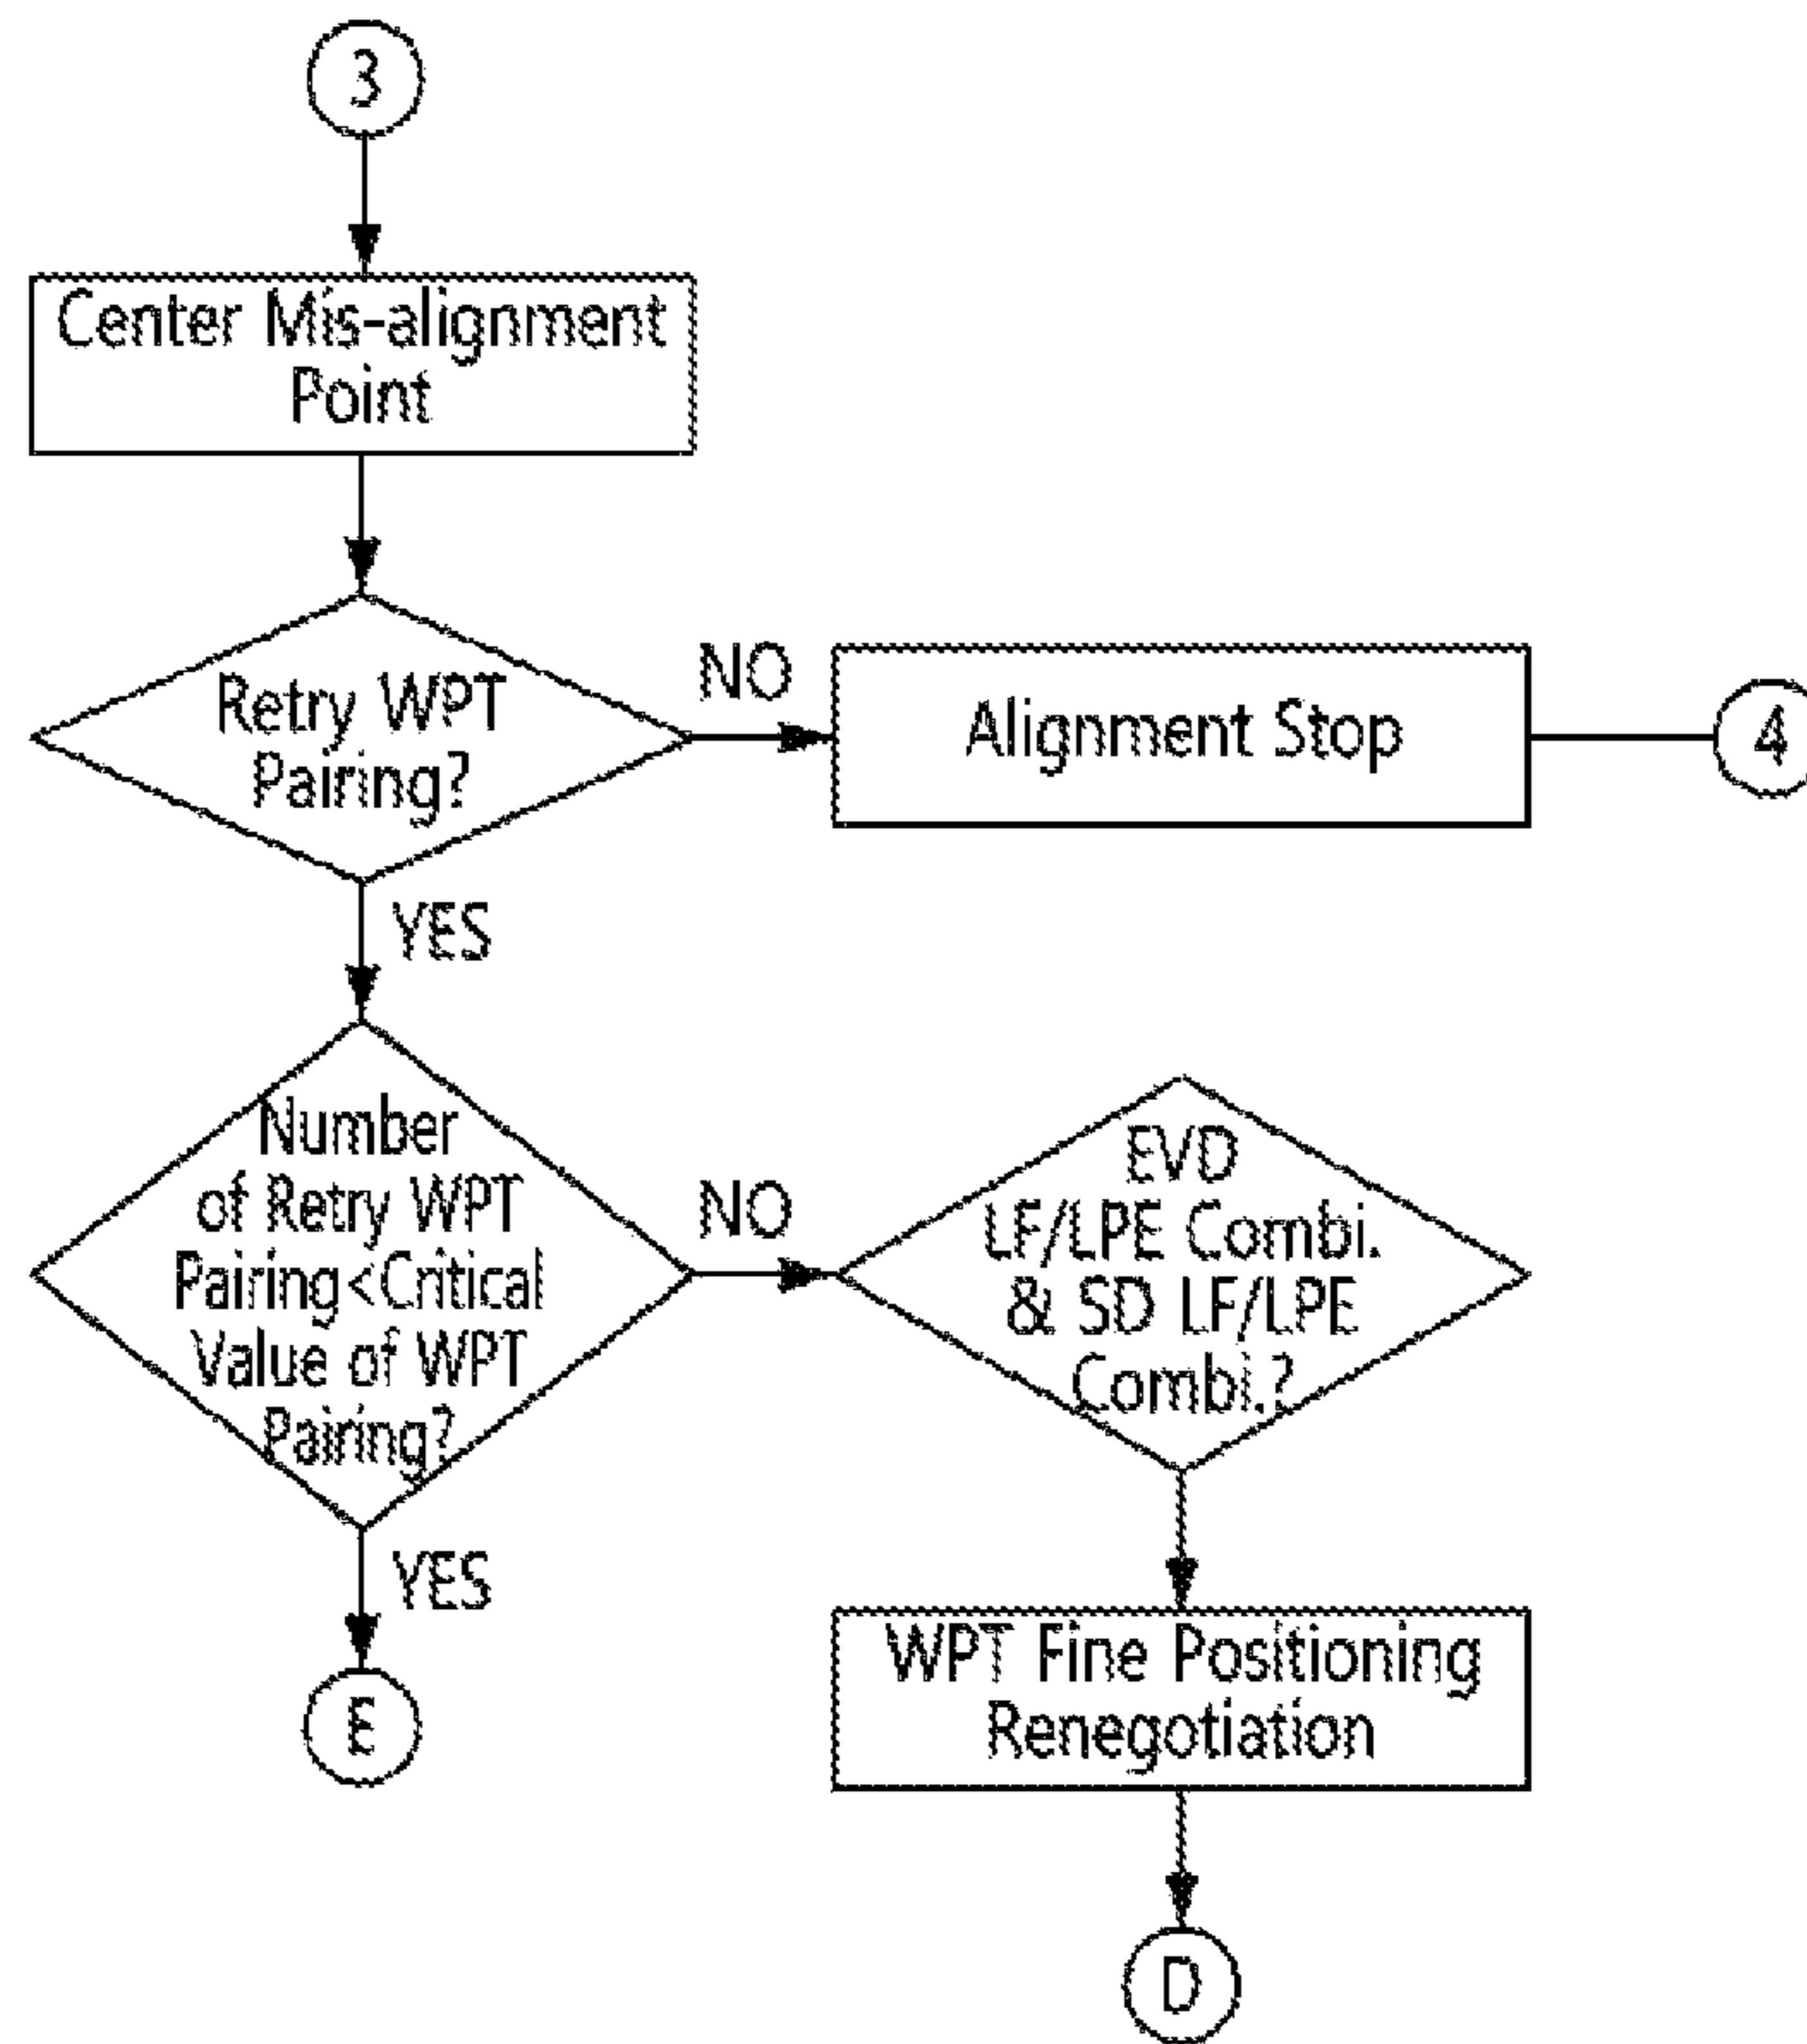 3
Center Mis-alignment
Point
Retry WPT
Pairing?
NO
Alignment Stop
4
YES
Number
of Retry WPT
Pairing<Critical
Value of WPT
Pairing?
NO
EVD
LF/LPE Combi.
& SD LF/LPE
Combi.?
YES
E
WPT Fine Positioning
Renegotiation
D